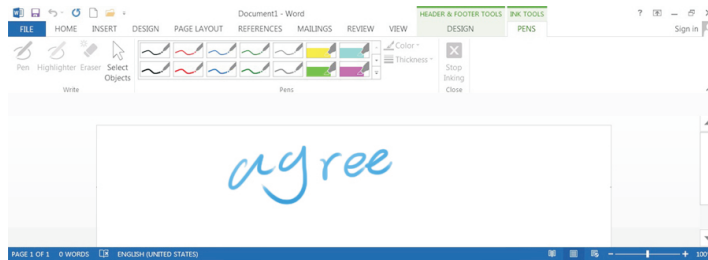 Document1 - Word
HEADER & FOOTER TOOLS
INK TOOLS
?
FILE
HOME
INSERT
DESIGN
PAGE LAYOUT
REFERENCES
MAILINGS
REVIEW
VIEW
DESIGN
PENS
Sign in
Pen
Highlighter
Eraser
Select Objects
Color
Thickness
Stop Inking
Write
Pens
Close
agree
PAGE 1 OF 1
0 WORDS
ENGLISH (UNITED STATES)
100%